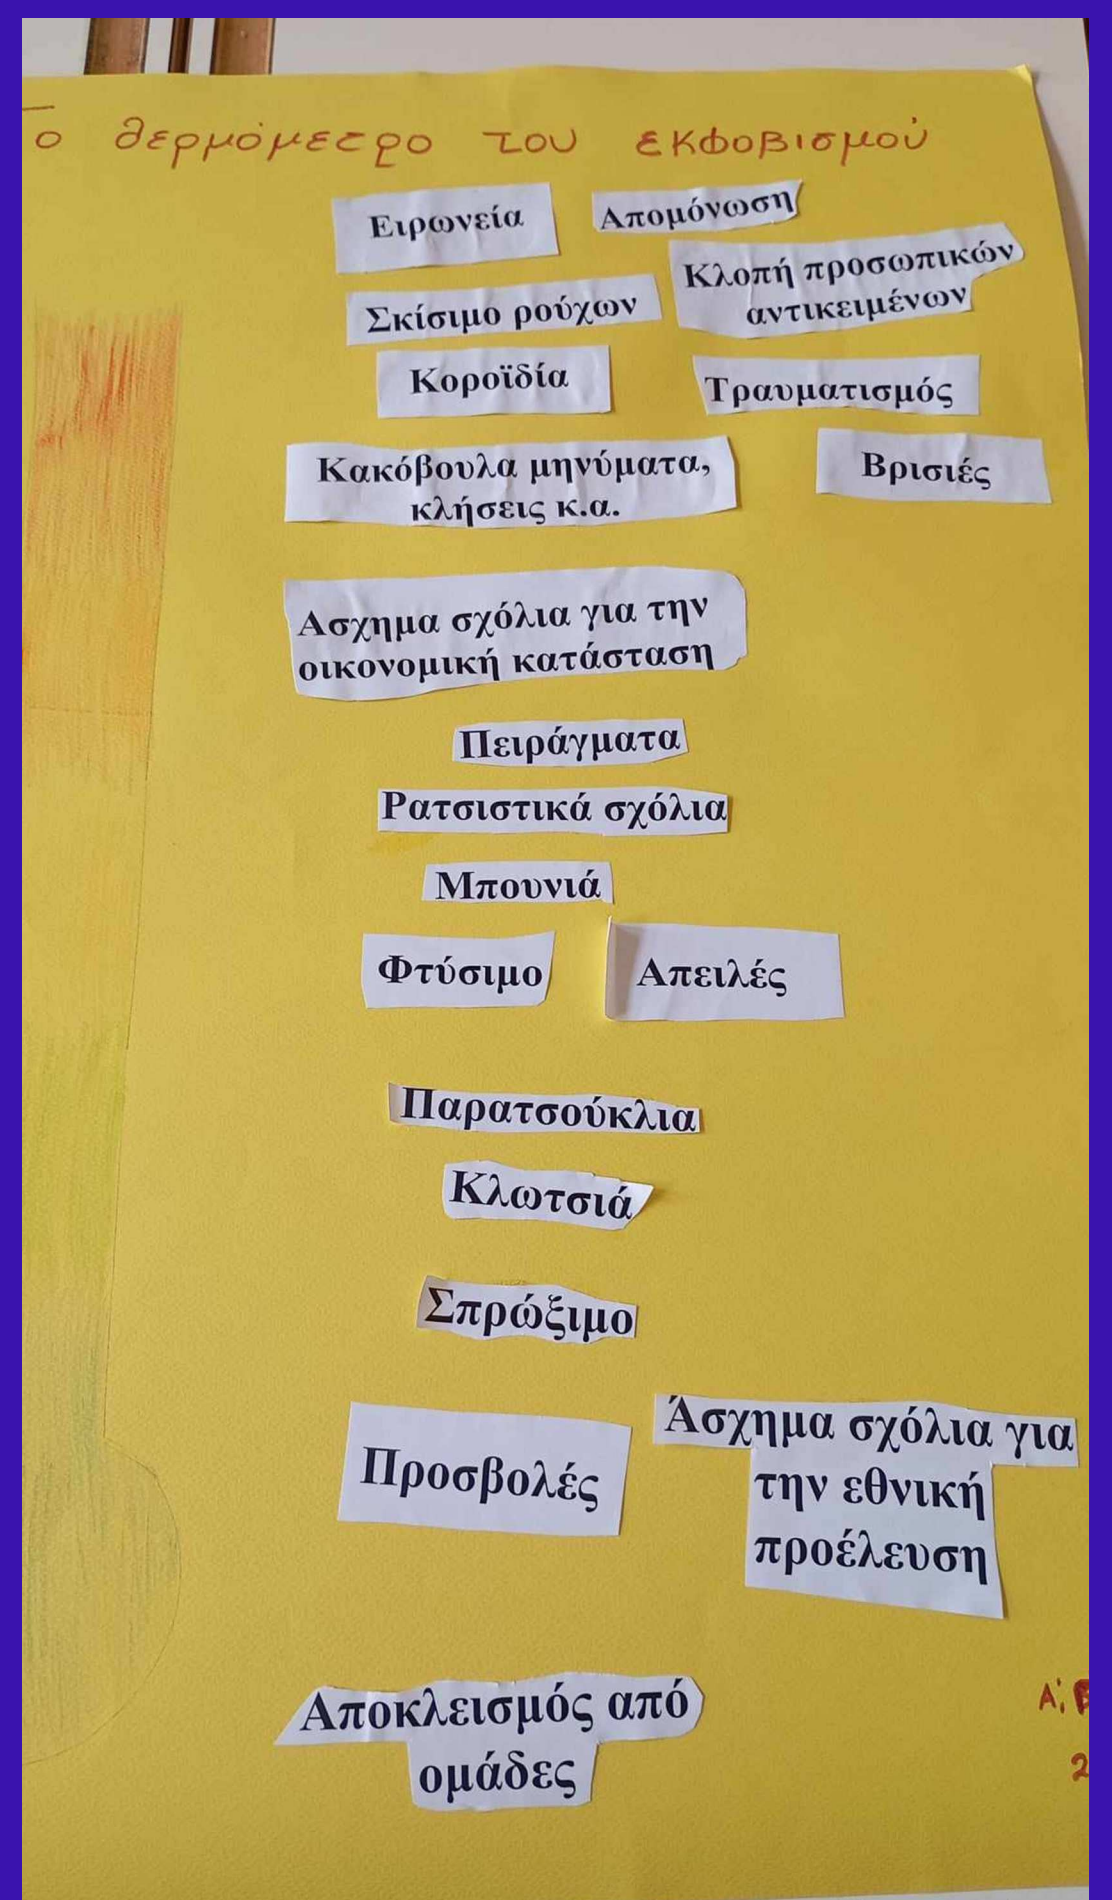 Το θερμόμετρο του εκφοβισμού
Ειρωνεία
Απομόνωση
Κλοπή προσωπικών
αντικειμένων
Σκίσιμο ρούχων
Κοροϊδία
Τραυματισμός
Κακόβουλα μηνύματα,
κλήσεις κ.α.
Βρισιές
Ασχημα σχόλια για την
οικονομική κατάσταση
Πειράγματα
Ρατσιστικά σχόλια
Μπουνιά
Φτύσιμο
Απειλές
Παρατσούκλια
Κλωτσιά
Σπρώξιμο
Προσβολές
Άσχημα σχόλια για
την εθνική
προέλευση
Αποκλεισμός από
ομάδες